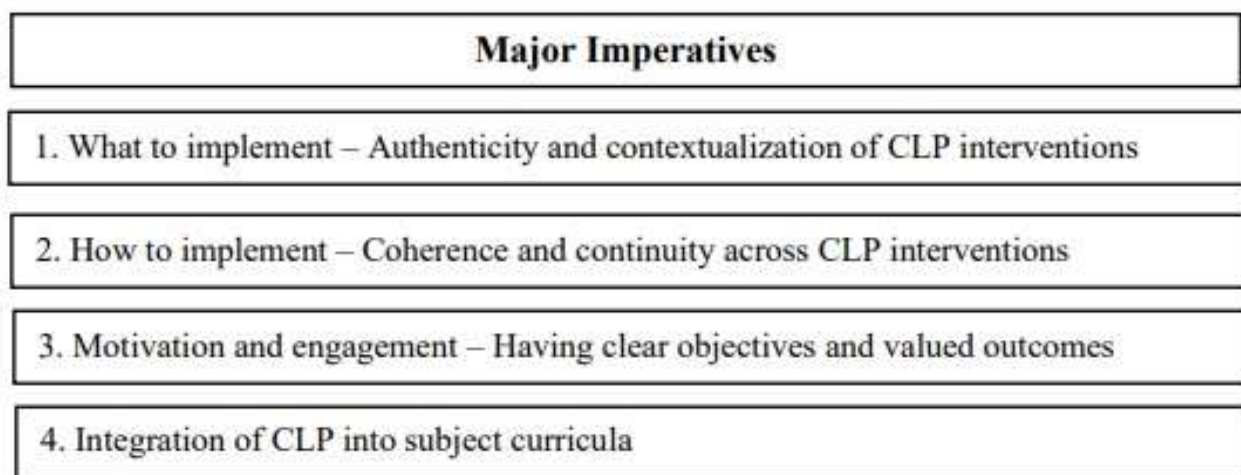 Major Imperatives
1. What to implement – Authenticity and contextualization of CLP interventions
2. How to implement – Coherence and continuity across CLP interventions
3. Motivation and engagement – Having clear objectives and valued outcomes
4. Integration of CLP into subject curricula